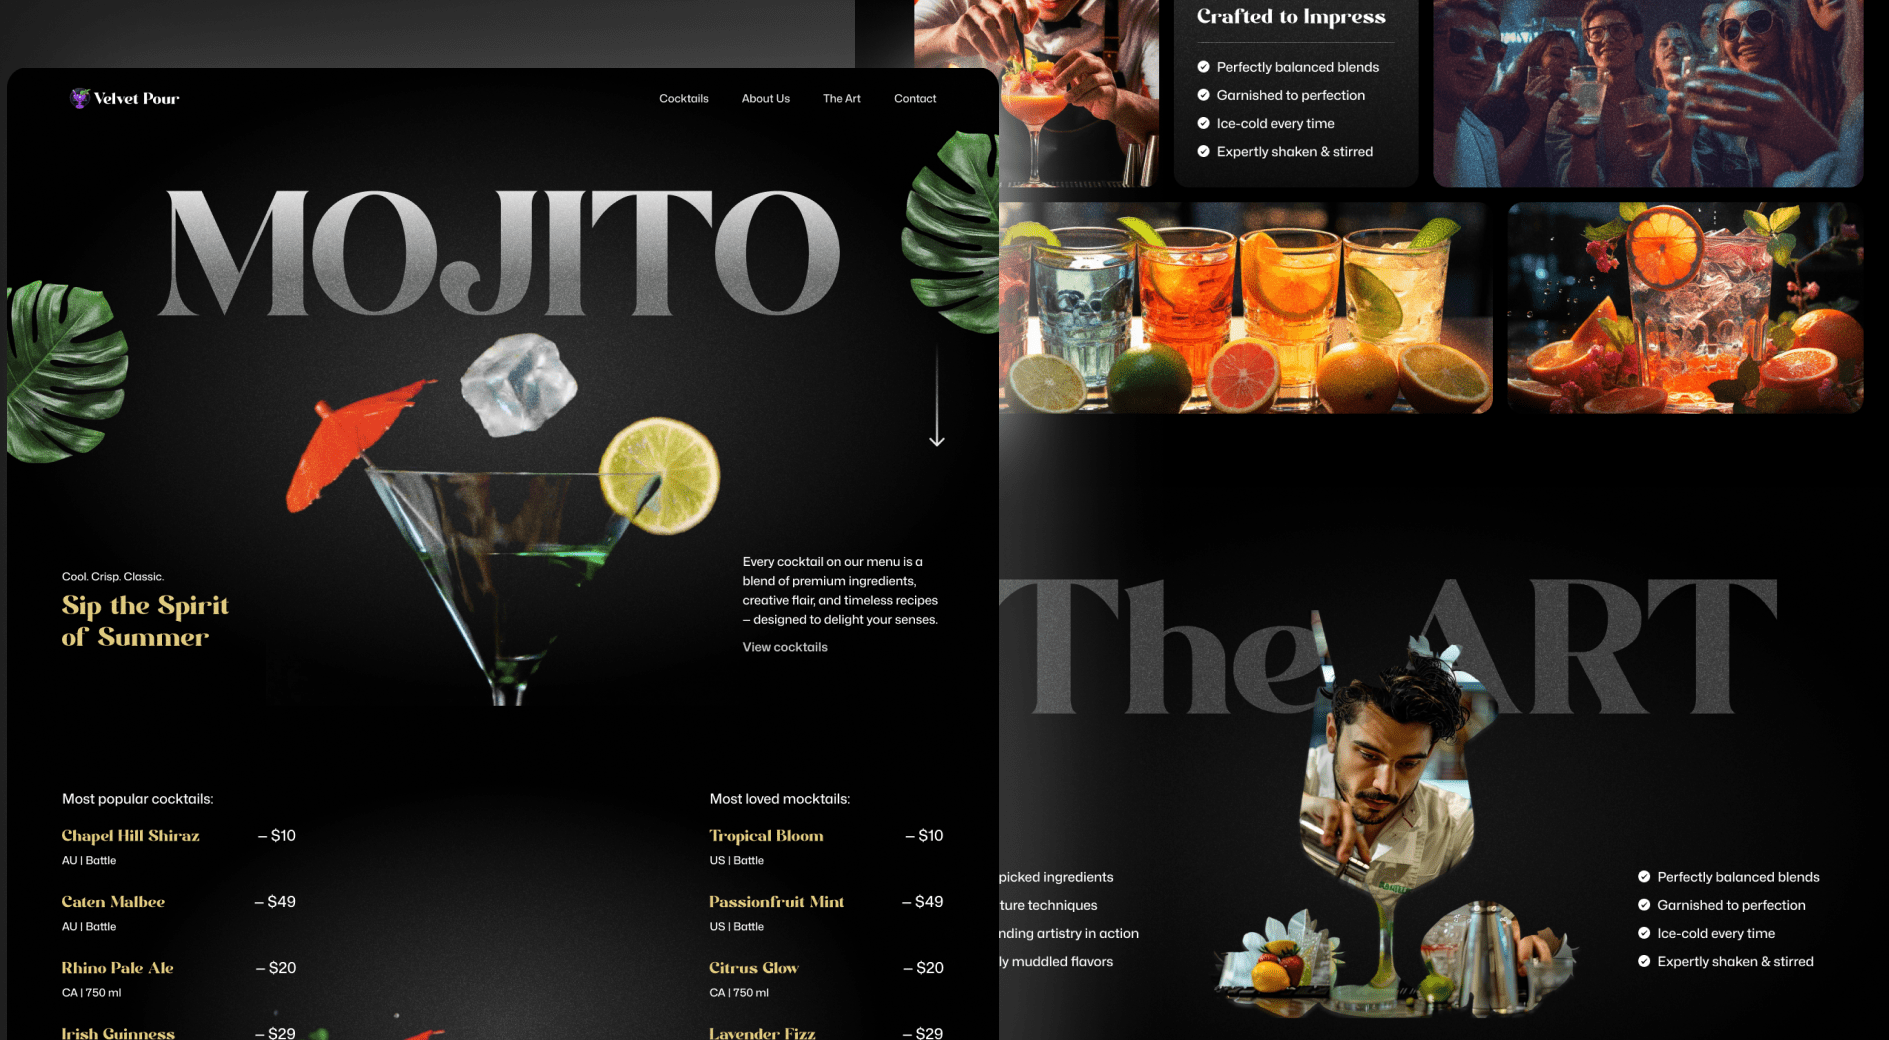 Velvet Pour
Cocktails
About Us
The Art
Contact
MOJITO
Cool. Crisp. Classic.
Sip the Spirit
of Summer
Every cocktail on our menu is a
blend of premium ingredients,
creative flair, and timeless recipes
– designed to delight your senses.
View cocktails
Most popular cocktails:
Chapel Hill Shiraz – $10
AU | Battle
Caten Malbee – $49
AU | Battle
Rhino Pale Ale – $20
CA | 750 ml
Irish Guinness – $29
Most loved mocktails:
Tropical Bloom – $10
US | Battle
Passionfruit Mint – $49
US | Battle
Citrus Glow – $20
CA | 750 ml
Lavender Fizz – $29
Crafted to Impress
Perfectly balanced blends
Garnished to perfection
Ice-cold every time
Expertly shaken & stirred
The ART
picked ingredients
ture techniques
nding artistry in action
ly muddled flavors
Perfectly balanced blends
Garnished to perfection
Ice-cold every time
Expertly shaken & stirred